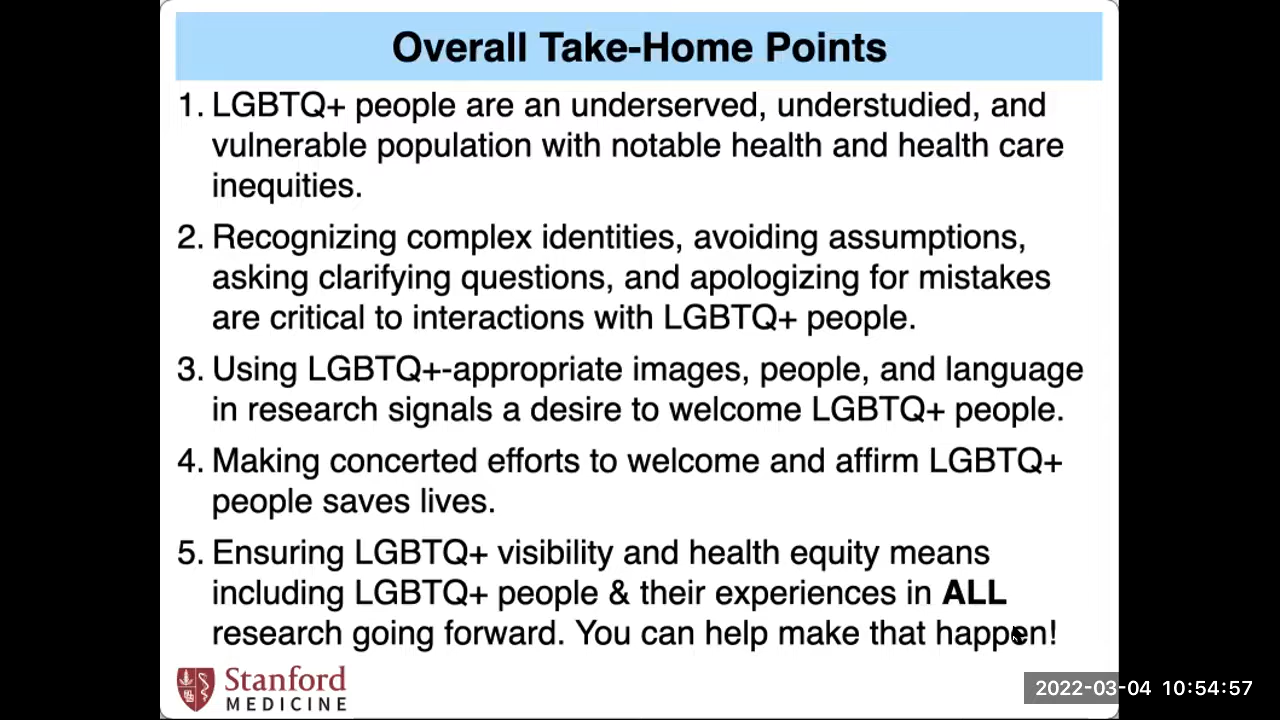 Overall Take-Home Points
1. LGBTQ+ people are an underserved, understudied, and
vulnerable population with notable health and health care
inequities.
2. Recognizing complex identities, avoiding assumptions,
asking clarifying questions, and apologizing for mistakes
are critical to interactions with LGBTQ+ people.
3. Using LGBTQ+-appropriate images, people, and language
in research signals a desire to welcome LGBTQ+ people.
4. Making concerted efforts to welcome and affirm LGBTQ+
people saves lives.
5. Ensuring LGBTQ+ visibility and health equity means
including LGBTQ+ people & their experiences in ALL
research going forward. You can help make that happen!
Stanford
MEDICINE
2022-03-04 10:54:57